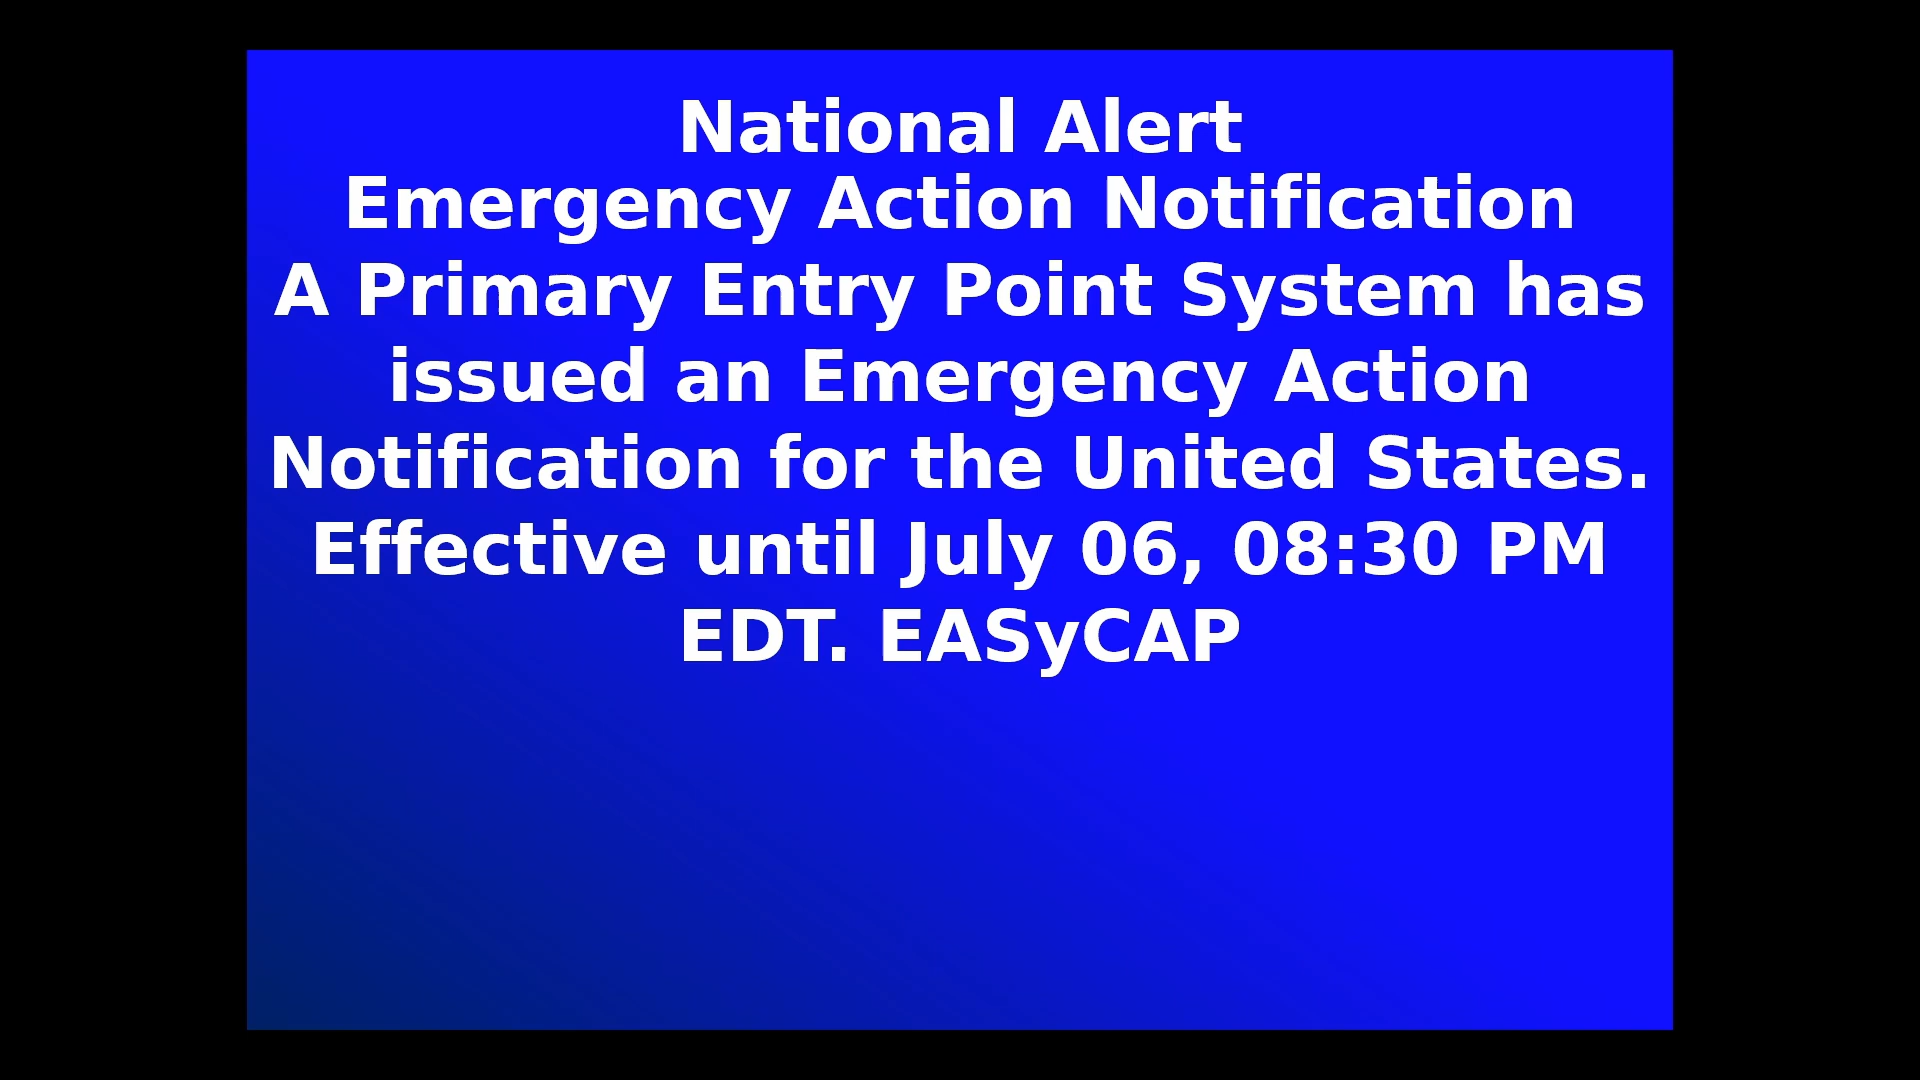 National Alert
Emergency Action Notification
A Primary Entry Point System has
issued an Emergency Action
Notification for the United States.
Effective until July 06, 08:30 PM
EDT. EASyCAP